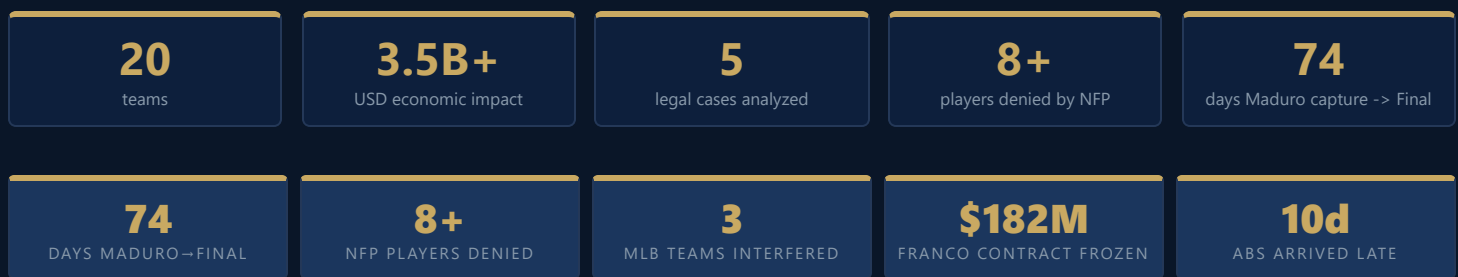 20
teams
3.5B+
USD economic impact
5
legal cases analyzed
8+
players denied by NFP
74
days Maduro capture -> Final
74
DAYS MADURO→FINAL
8+
NFP PLAYERS DENIED
3
MLB TEAMS INTERFERED
$182M
FRANCO CONTRACT FROZEN
10d
ABS ARRIVED LATE